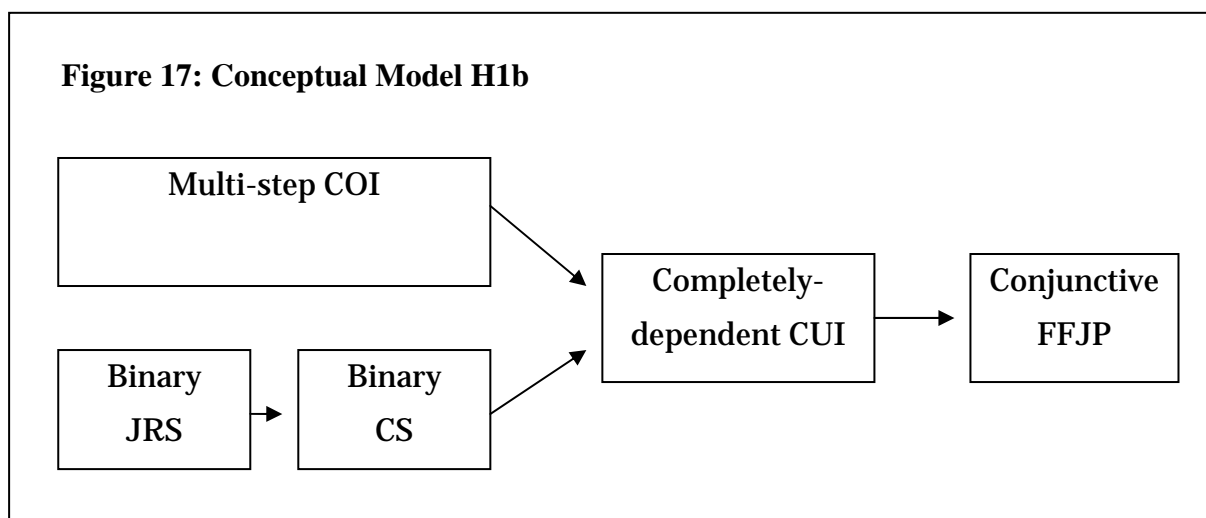 Figure 17: Conceptual Model H1b
Multi-step COI
Completely-
dependent CUI
Conjunctive
FFJP
Binary
JRS
Binary
CS